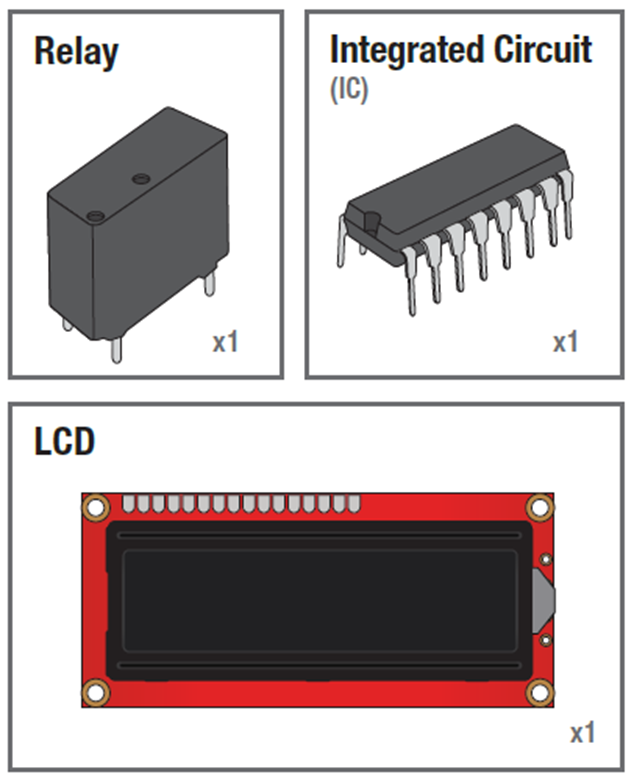 Relay
x1
Integrated Circuit
(IC)
x1
LCD
x1